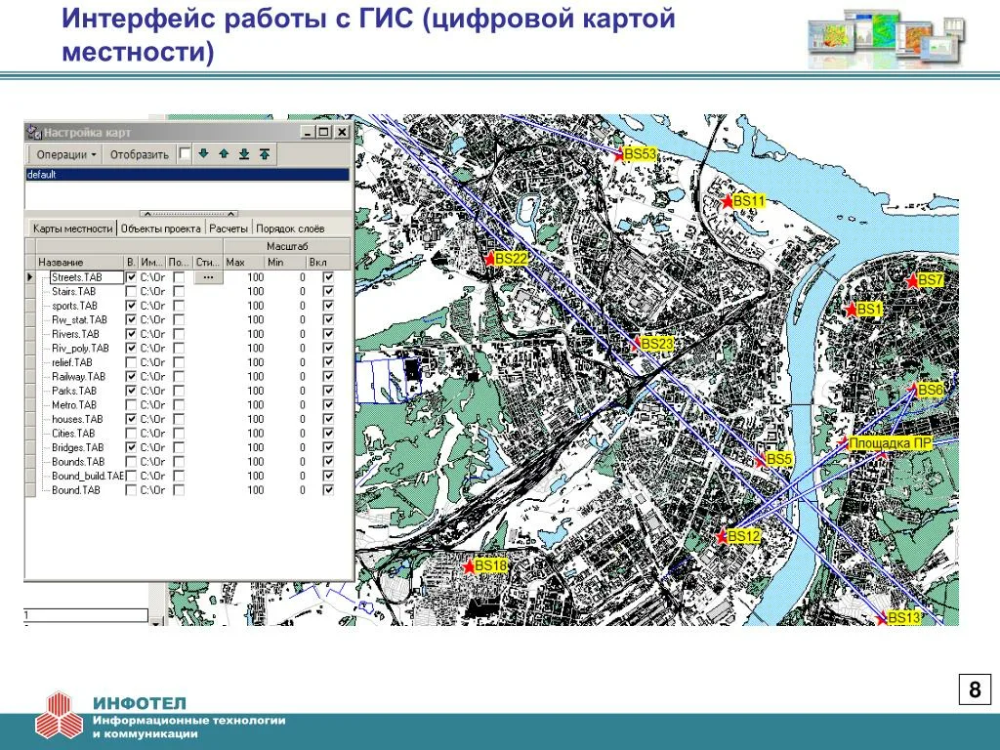 Интерфейс работы с ГИС (цифровой картой
местности)
Настройка карт
Операции Отобразить
default
Карты местности Объекты проекта Расчеты Порядок слоёв
Масштаб
Название В. Им... По... Сти... Max Min Вкл
Streets.TAB C:\Or ... 100 0
Stairs.TAB C:\Or 100 0
sports.TAB C:\Or 100 0
Rw_stat.TAB C:\Or 100 0
Rivers.TAB C:\Or 100 0
Riv_poly.TAB C:\Or 100 0
relief.TAB C:\Or 100 0
Railway.TAB C:\Or 100 0
Parks.TAB C:\Or 100 0
Metro.TAB C:\Or 100 0
houses.TAB C:\Or 100 0
Cities.TAB C:\Or 100 0
Bridges.TAB C:\Or 100 0
Bounds.TAB C:\Or 100 0
Bound_build.TAB C:\Or 100 0
Bound.TAB C:\Or 100 0
1
BS53
BS11
BS22
BS7
BS1
BS23
BS6
Площадка ПР
BS5
BS12
BS18
BS13
8
ИНФОТЕЛ
Информационные технологии
и коммуникации